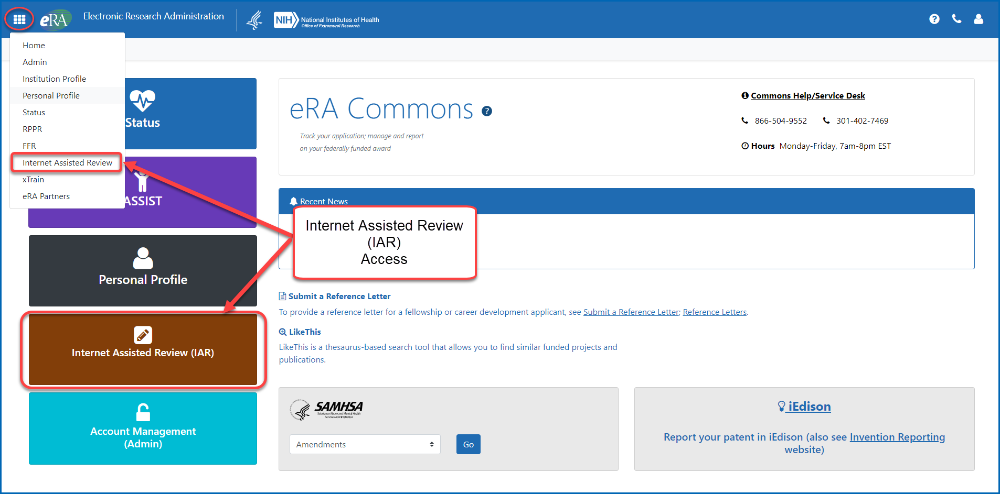 eRA
Electronic Research Administration
NIH
National Institutes of Health
Office of Extramural Research
Home
Admin
Institution Profile
Personal Profile
Status
RPPR
FFR
Internet Assisted Review
xTrain
eRA Partners
Status
ASSIST
Personal Profile
Internet Assisted Review (IAR)
Account Management
(Admin)
eRA Commons ?
Track your application; manage and report
on your federally funded award
Commons Help/Service Desk
866-504-9552 301-402-7469
Hours Monday-Friday, 7am-8pm EST
Recent News
Internet Assisted Review
(IAR)
Access
Submit a Reference Letter
To provide a reference letter for a fellowship or career development applicant, see Submit a Reference Letter; Reference Letters.
LikeThis
LikeThis is a thesaurus-based search tool that allows you to find similar funded projects and
publications.
SAMHSA
Substance Abuse and Mental Health
Services Administration
Amendments
Go
iEdison
Report your patent in iEdison (also see Invention Reporting
website)